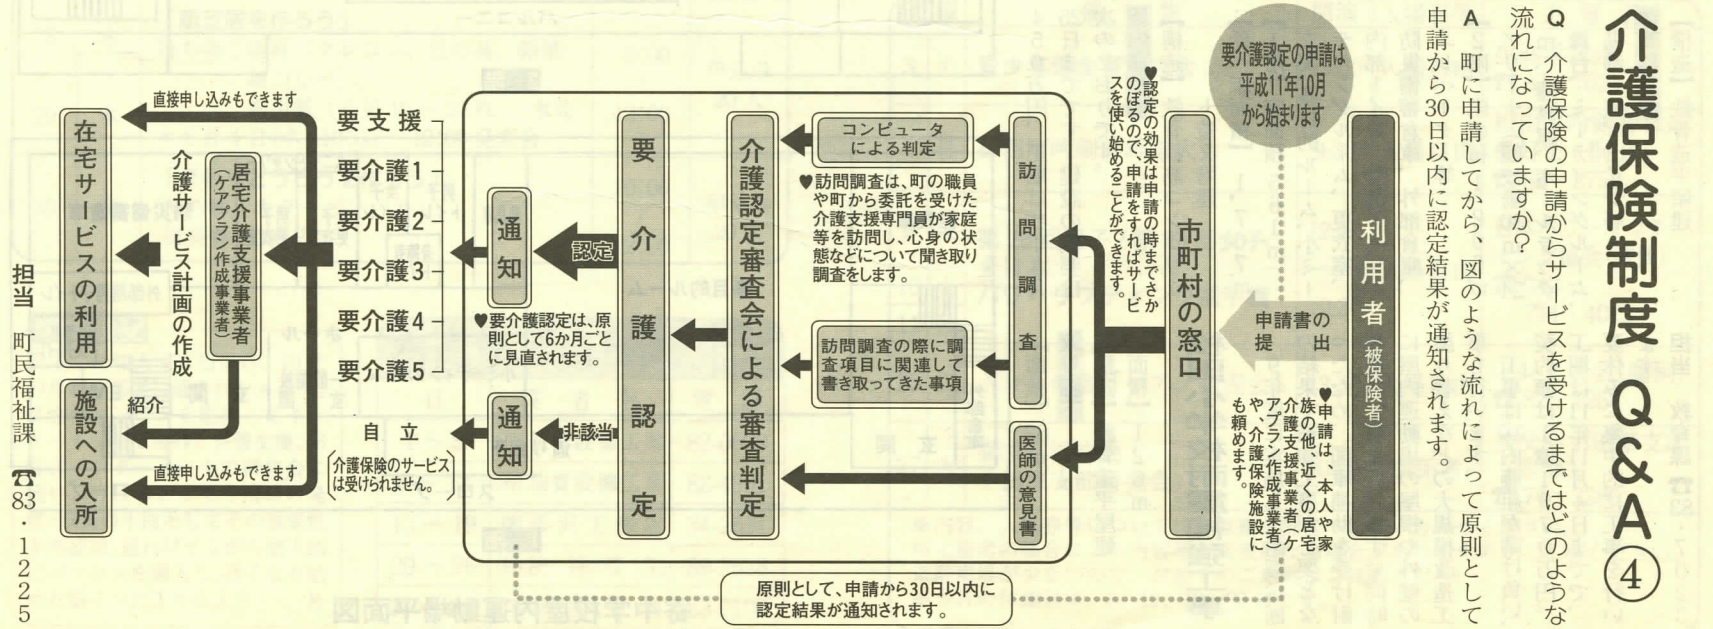 介護保険制度 Q&A④
Q 介護保険の申請からサービスを受けるまではどのような
流れになっていますか?
A 町に申請してから、図のような流れによって原則として
申請から30日以内に認定結果が通知されます。
利用者(被保険者)
要介護認定の申請は
平成11年10月
から始まります
申請書の
提出
♥申請は、本人や家
族の他、近くの居宅
介護支援事業者(ケ
アプラン作成事業者)
や、介護保険施設に
も頼めます。
市町村の窓口
♥認定の効果は申請の時までさか
のぼるので、申請をすればサービ
スを使い始めることができます。
訪問調査
医師の意見書
コンピュータ
による判定
♥訪問調査は、町の職員
や町から委託を受けた
介護支援専門員が家庭
等を訪問し、心身の状
態などについて聞き取り
調査をします。
訪問調査の際に調
査項目に関連して
書き取ってきた事項
介護認定審査会による審査判定
要介護認定
認定
通知
♥要介護認定は、原
則として6か月ごと
に見直されます。
非該当
通知
要支援
要介護1
要介護2
要介護3
要介護4
要介護5
自立
(介護保険のサービス
は受けられません。)
原則として、申請から30日以内に
認定結果が通知されます。
直接申し込みもできます
居宅介護支援事業者
(ケアプラン作成事業者)
介護サービス計画の作成
紹介
直接申し込みもできます
在宅サービスの利用
施設への入所
担当 町民福祉課 ☎83・1225